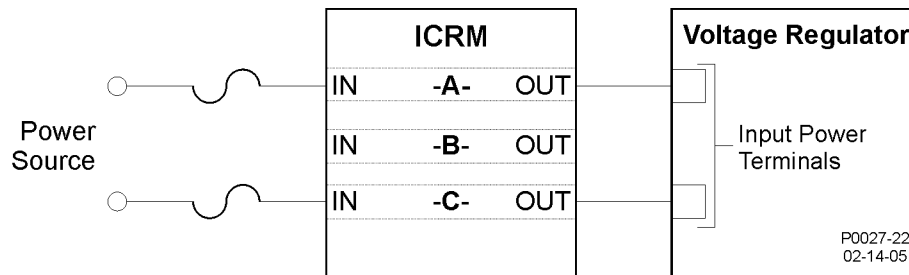 ICRM
Voltage Regulator
IN -A- OUT
Power
Source
IN -B- OUT
Input Power
Terminals
IN -C- OUT
P0027-22
02-14-05